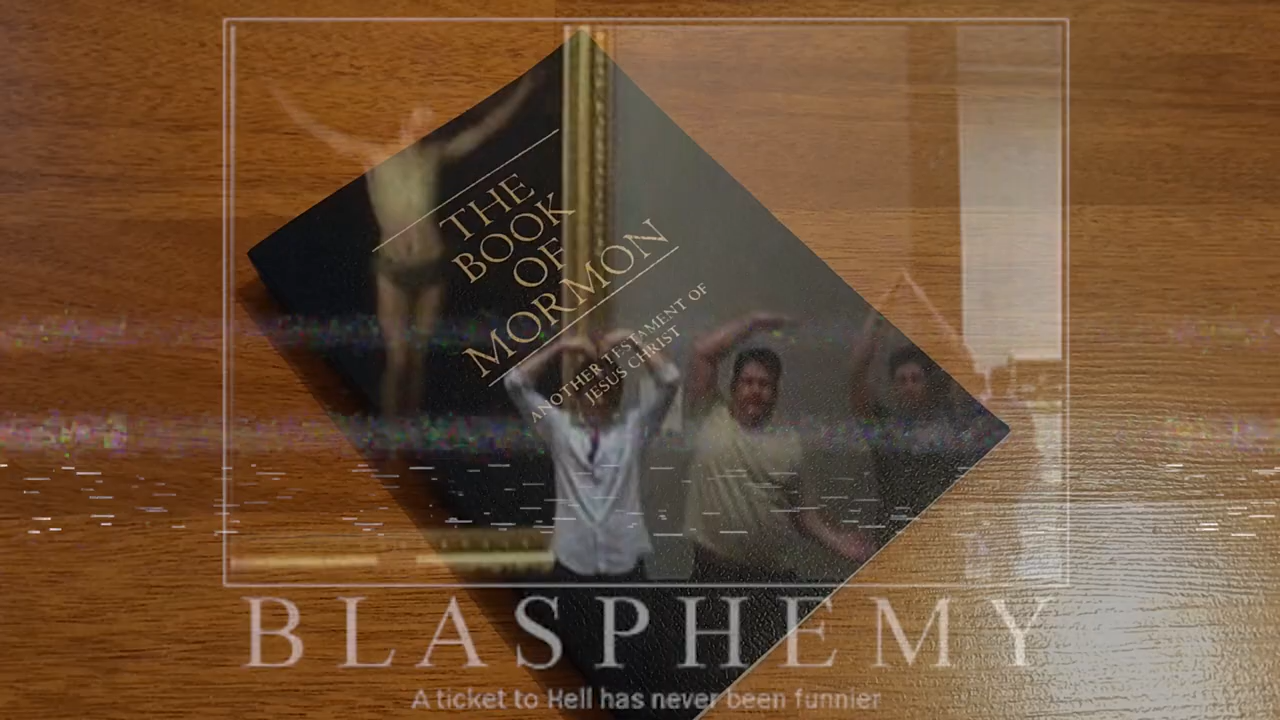 THE
BOOK
OF
MORMON
ANOTHER TESTAMENT OF
JESUS CHRIST
BLASPHEMY
A ticket to Hell has never been funnier